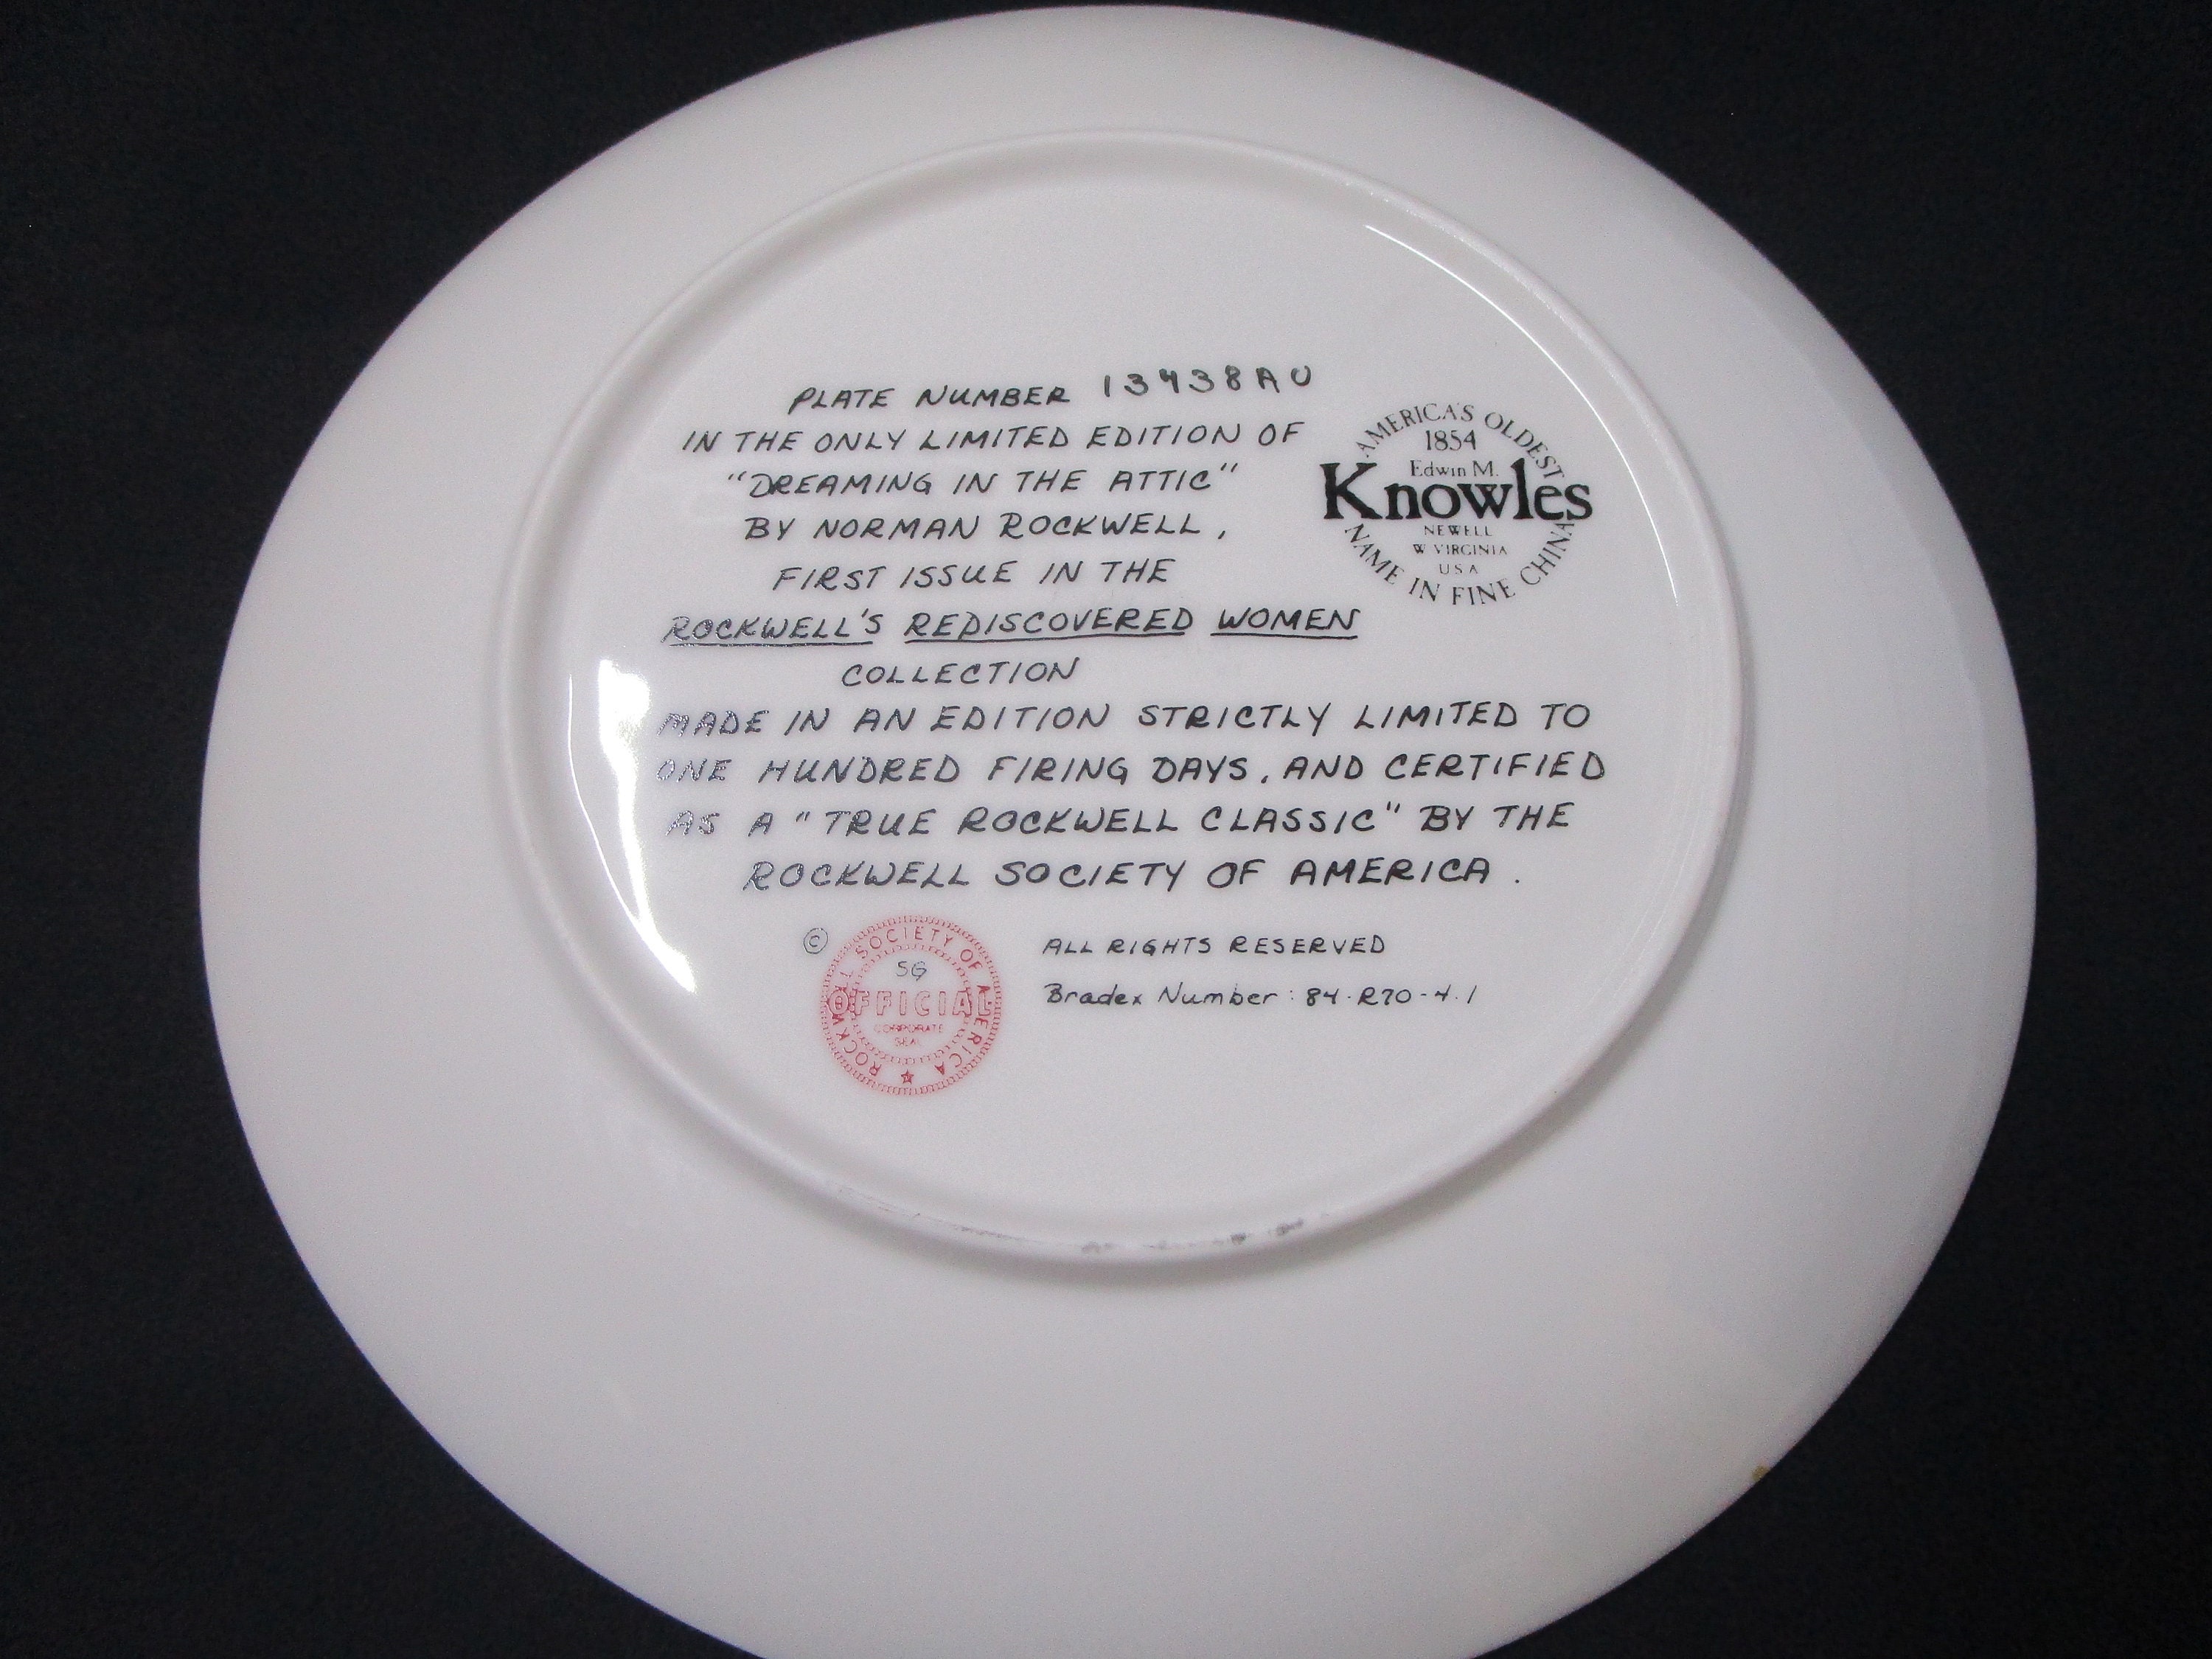 PLATE NUMBER 13438AU
IN THE ONLY LIMITED EDITION OF
"DREAMING IN THE ATTIC"
BY NORMAN ROCKWELL,
FIRST ISSUE IN THE
ROCKWELL'S REDISCOVERED WOMEN
COLLECTION
MADE IN AN EDITION STRICTLY LIMITED TO
ONE HUNDRED FIRING DAYS, AND CERTIFIED
AS A "TRUE ROCKWELL CLASSIC" BY THE
ROCKWELL SOCIETY OF AMERICA.
AMERICA'S OLDEST
1854
Edwin M.
Knowles
NEWELL
W VIRGINIA
USA
NAME IN FINE CHINA
©
ROCKWELL SOCIETY OF AMERICA
SG
OFFICIAL
CORPORATE
SEAL
ALL RIGHTS RESERVED
Bradex Number: 84-R70-4.1